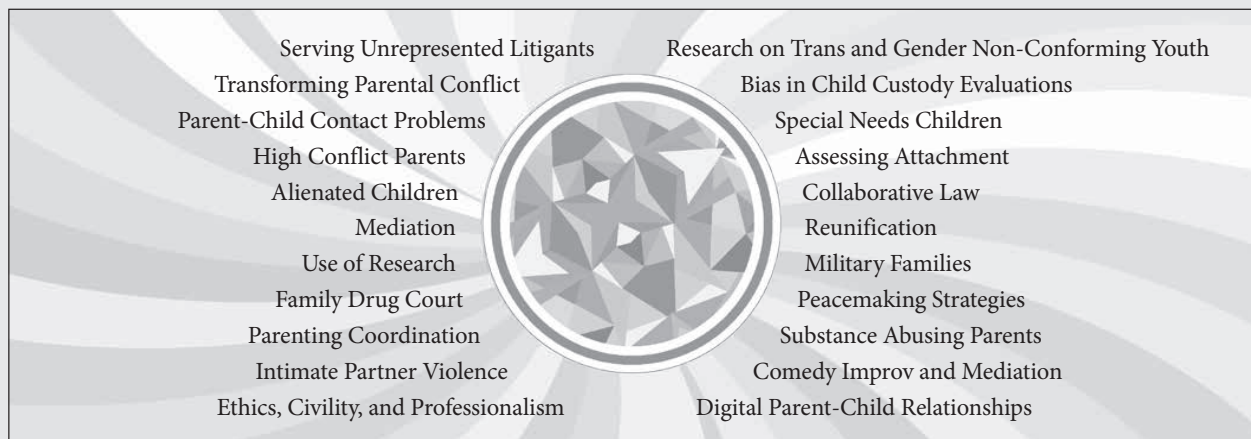 Serving Unrepresented Litigants
Transforming Parental Conflict
Parent-Child Contact Problems
High Conflict Parents
Alienated Children
Mediation
Use of Research
Family Drug Court
Parenting Coordination
Intimate Partner Violence
Ethics, Civility, and Professionalism
Research on Trans and Gender Non-Conforming Youth
Bias in Child Custody Evaluations
Special Needs Children
Assessing Attachment
Collaborative Law
Reunification
Military Families
Peacemaking Strategies
Substance Abusing Parents
Comedy Improv and Mediation
Digital Parent-Child Relationships